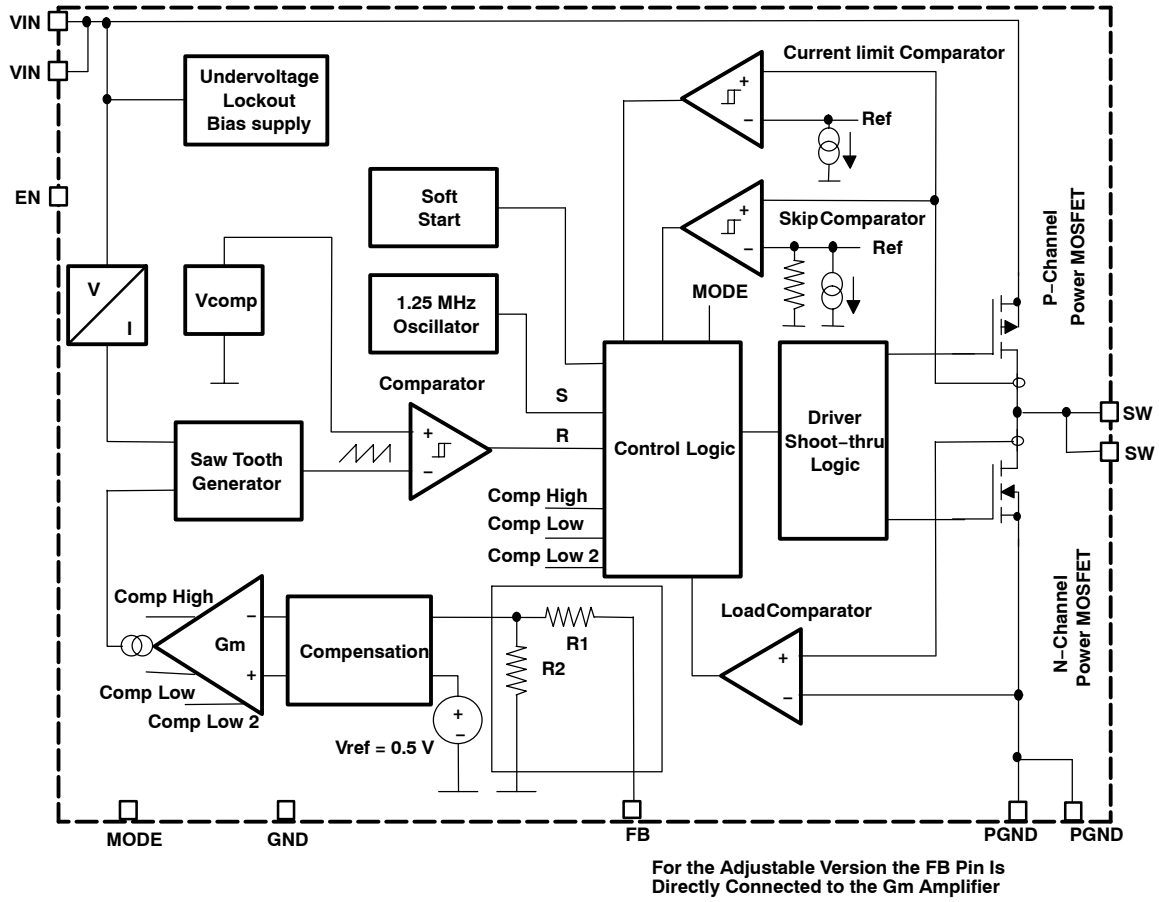 VIN
VIN
Undervoltage
Lockout
Bias supply
Current limit Comparator
+
−
Ref
EN
Soft
Start
+
−
Skip Comparator
Ref
P−Channel
Power MOSFET
V
I
Vcomp
1.25 MHz
Oscillator
MODE
Comparator
S
R
+
−
Control Logic
Driver
Shoot−thru
Logic
SW
SW
Saw Tooth
Generator
Comp High
Comp Low
Comp Low 2
Comp High
Gm
−
+
Comp Low
Comp Low 2
Compensation
R1
R2
+
−
Vref = 0.5 V
Load Comparator
+
−
N−Channel
Power MOSFET
MODE
GND
FB
PGND
PGND
For the Adjustable Version the FB Pin Is
Directly Connected to the Gm Amplifier